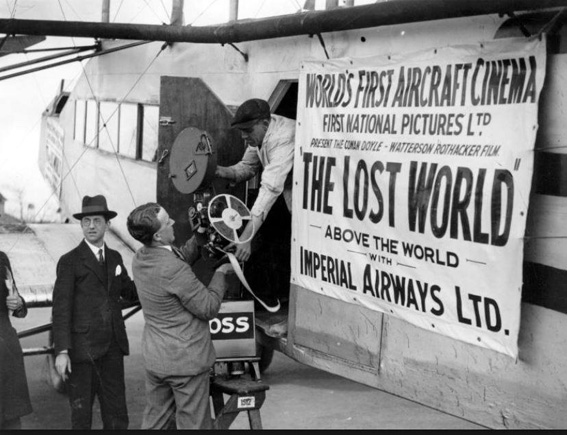 WORLD'S FIRST AIRCRAFT CINEMA
FIRST NATIONAL PICTURES LTD
PRESENT THE CONAN DOYLE - WATTERSON ROTHACKER FILM
"THE LOST WORLD"
ABOVE THE WORLD
WITH
IMPERIAL AIRWAYS LTD.
OSS